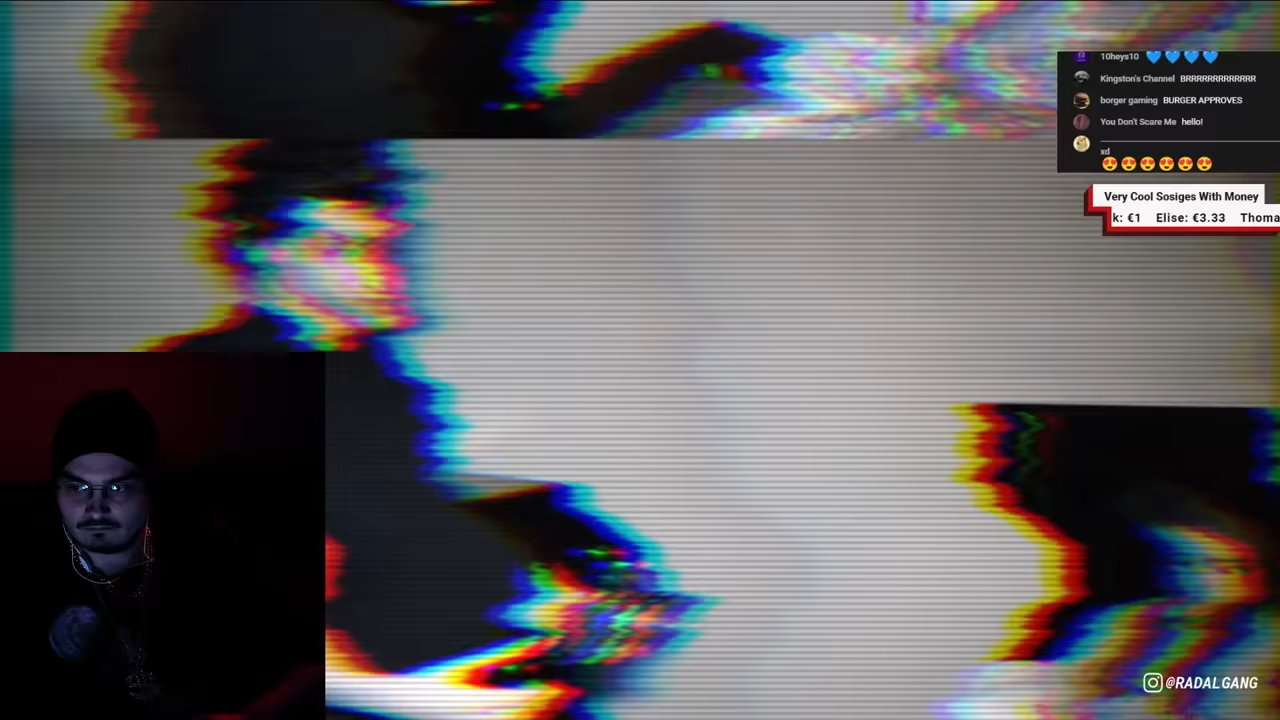 10heys10 💙 💙 💙 💙
Kingston's Channel BRRRRRRRRRRRRR
borger gaming BURGER APPROVES
You Don't Scare Me hello!
xd
😍 😍 😍 😍 😍 😍
Very Cool Sosiges With Money
k: €1 Elise: €3.33 Thoma
@RADALGANG